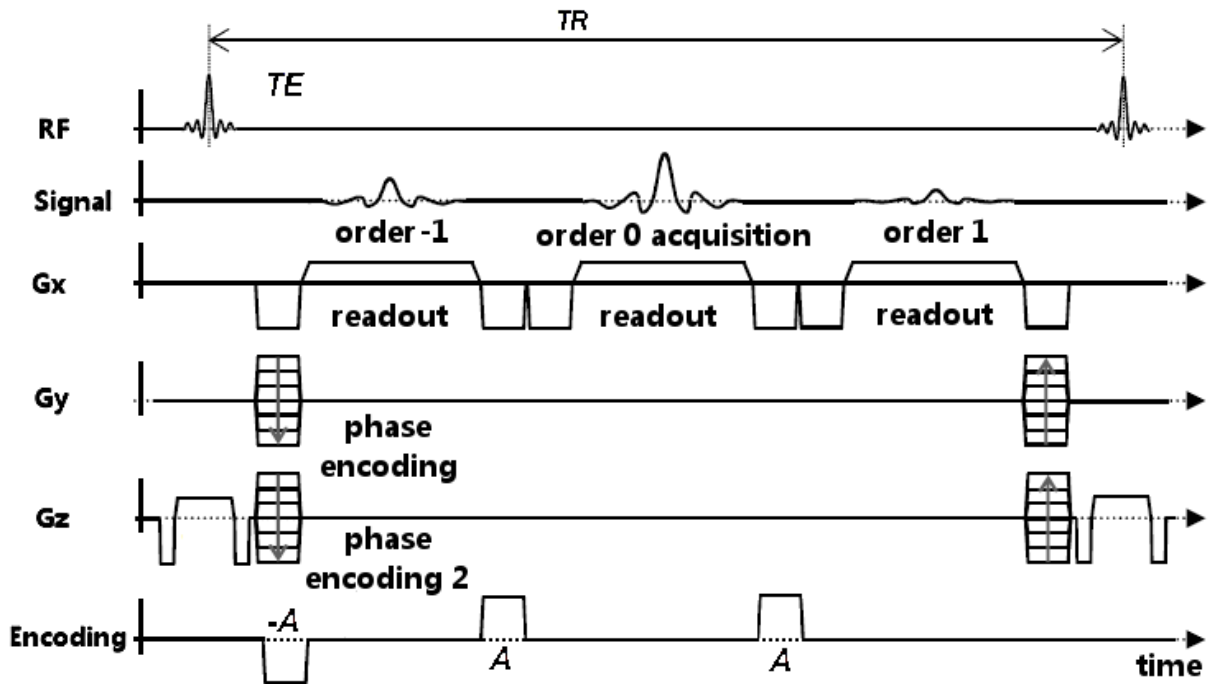 TR
TE
RF
Signal
order -1
order 0 acquisition
order 1
Gx
readout
readout
readout
Gy
phase
encoding
Gz
phase
encoding 2
Encoding
-A
A
A
time